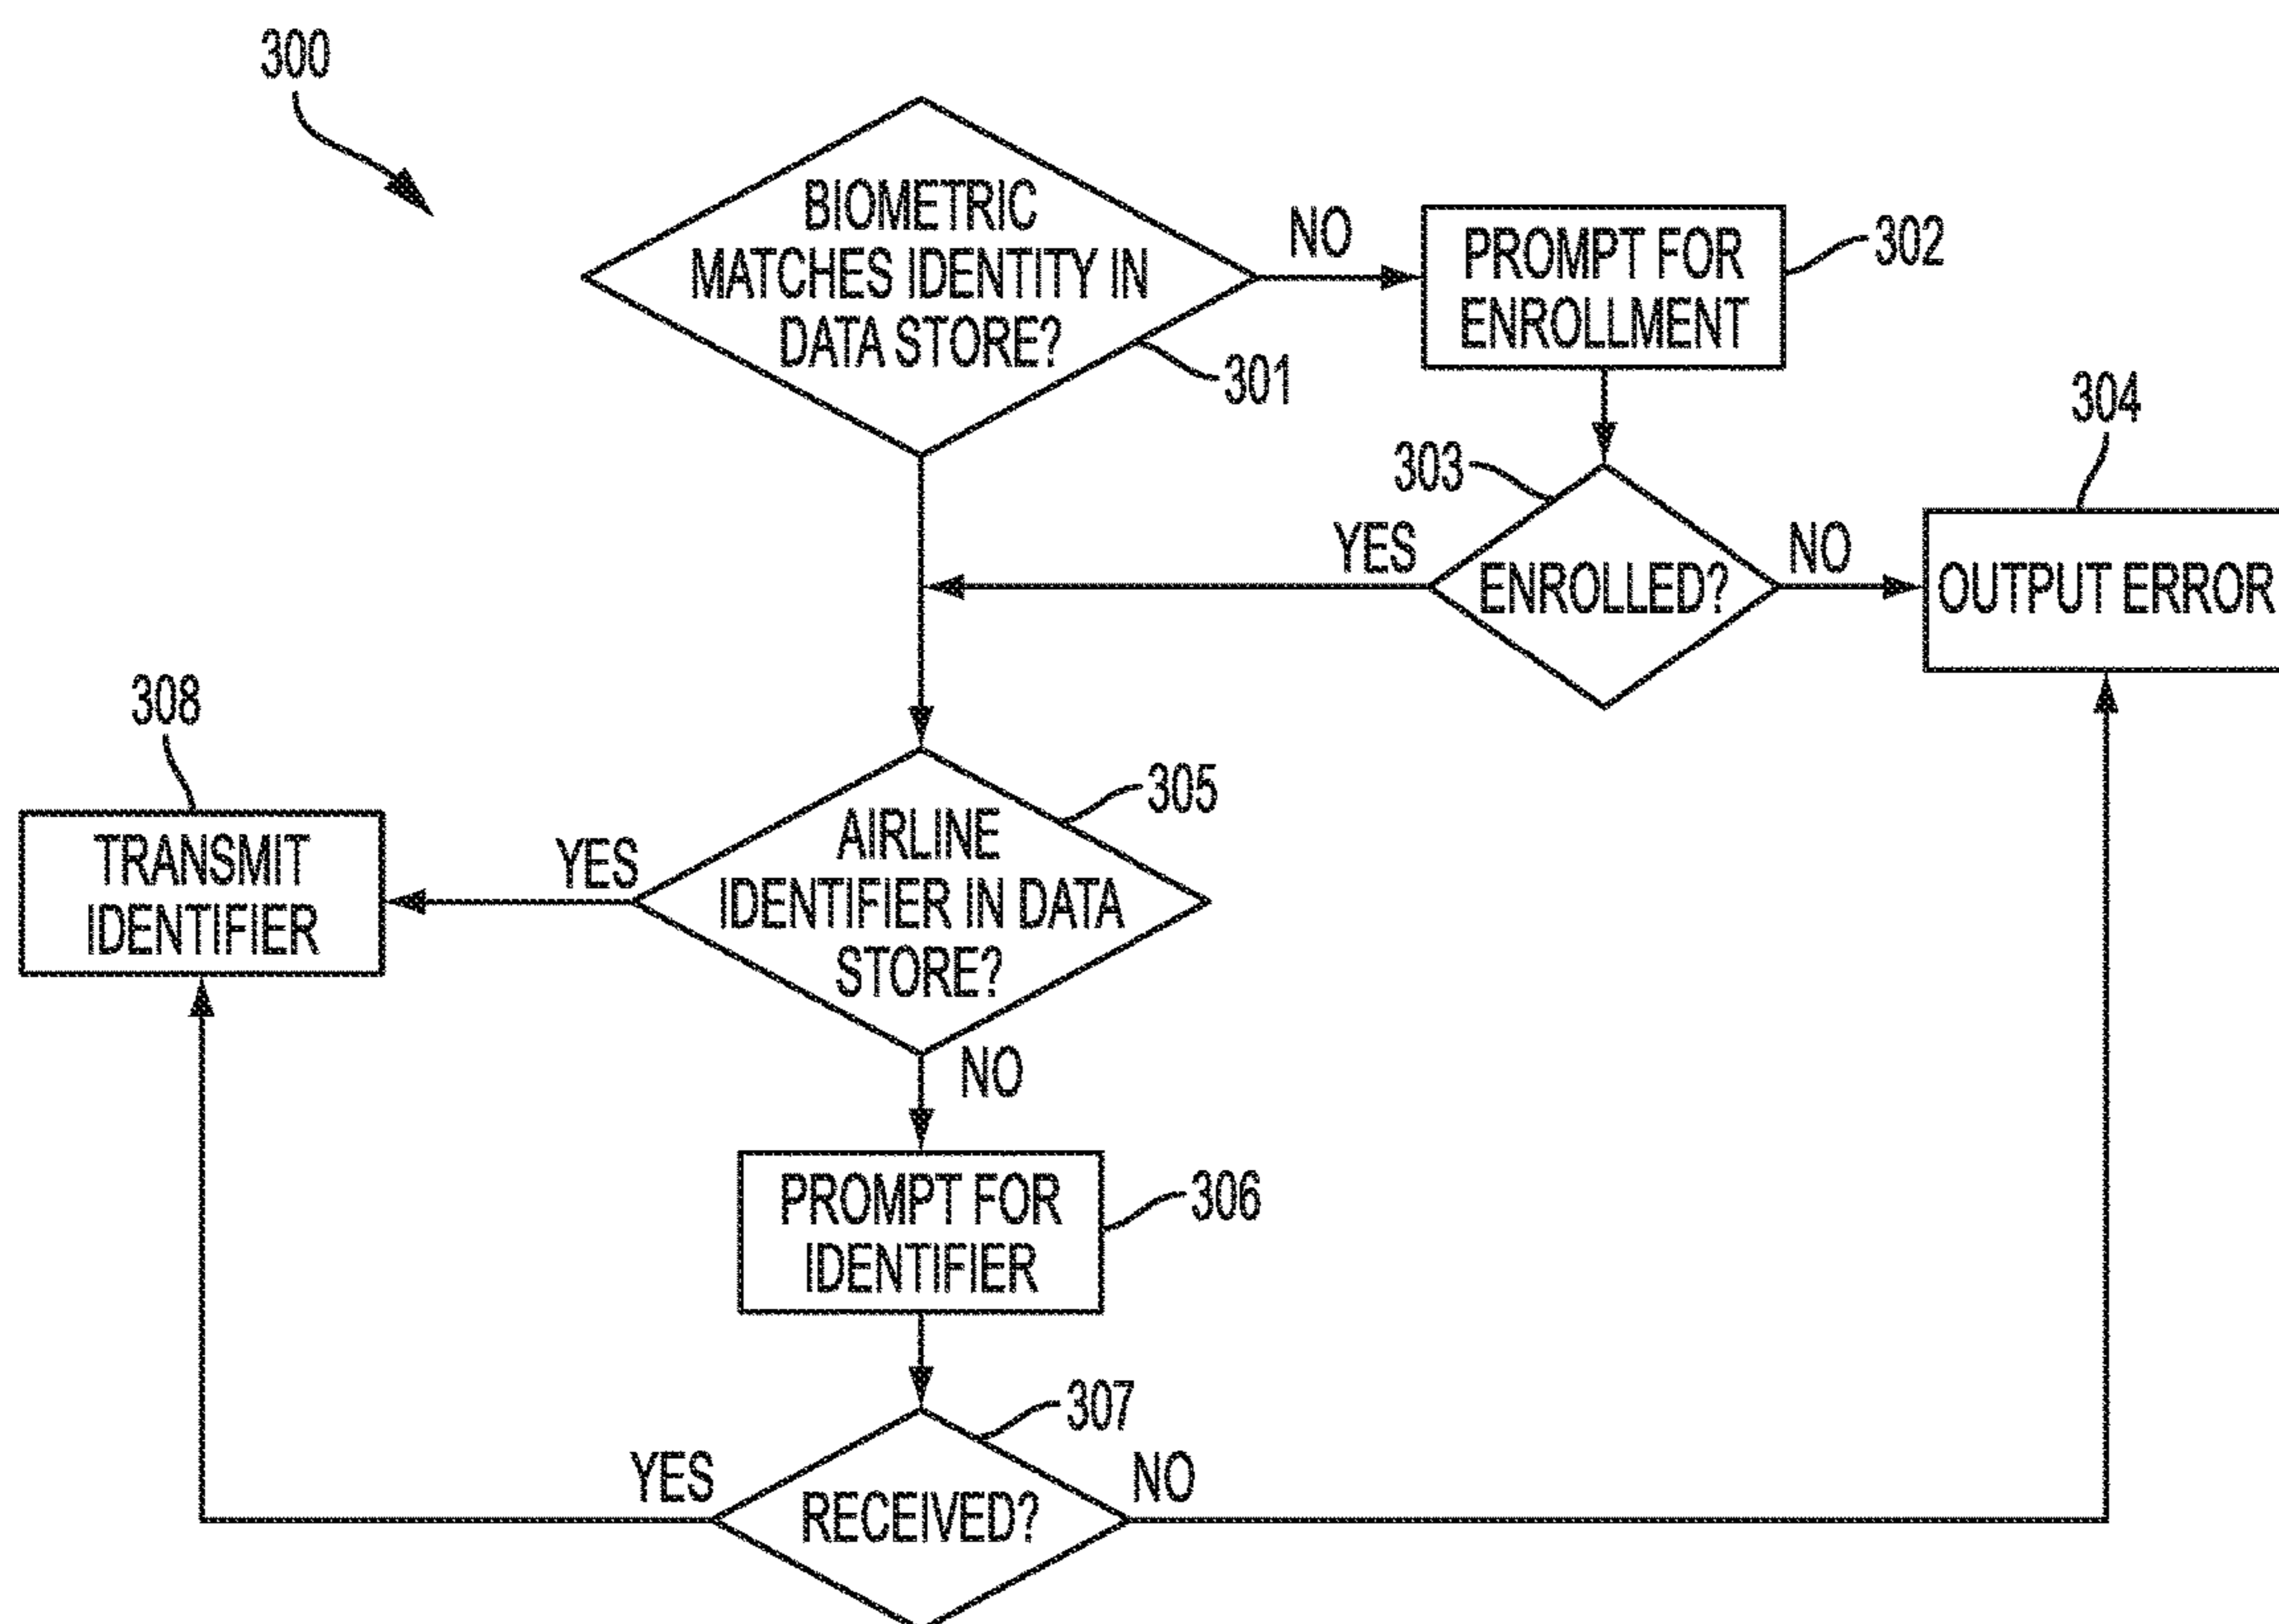 300
BIOMETRIC
MATCHES IDENTITY IN
DATA STORE?
301
NO
PROMPT FOR
ENROLLMENT
302
303
ENROLLED?
YES
NO
304
OUTPUT ERROR
305
AIRLINE
IDENTIFIER IN DATA
STORE?
YES
308
TRANSMIT
IDENTIFIER
NO
PROMPT FOR
IDENTIFIER
306
307
RECEIVED?
YES
NO